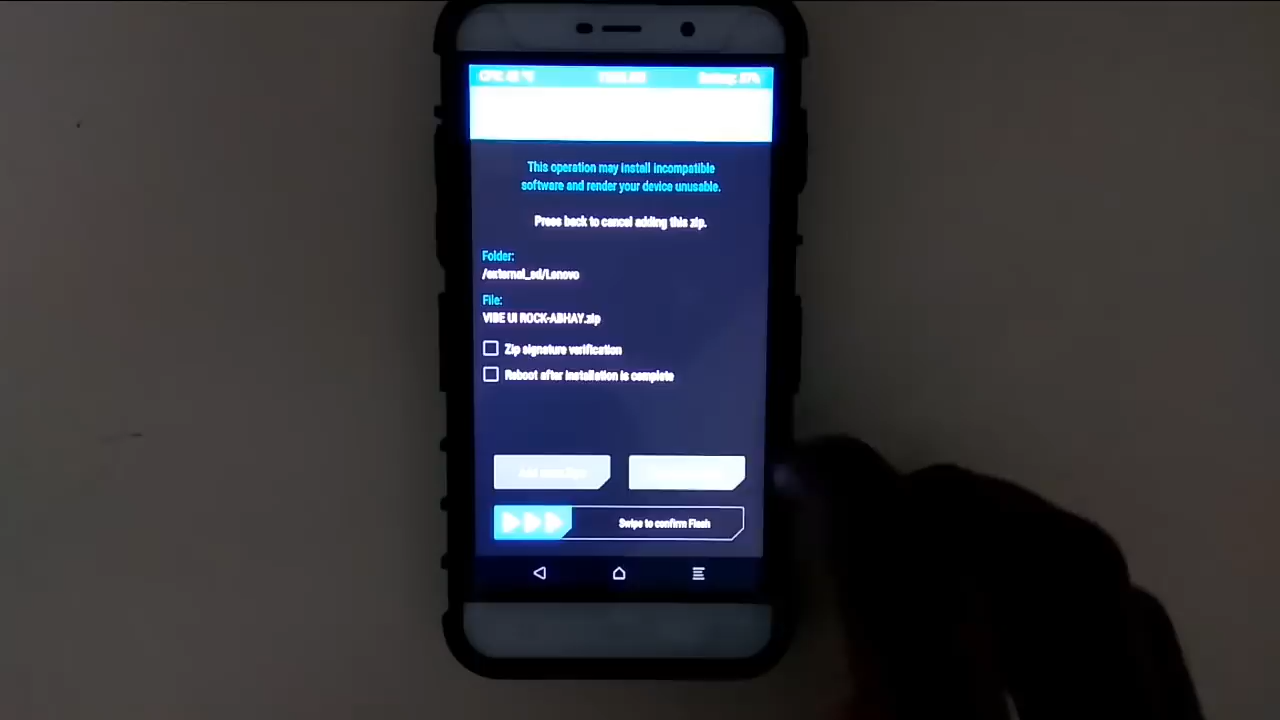 This operation may install incompatible
software and render your device unusable.
Press back to cancel adding this zip.
Folder:
/external_sd/Lenovo
File:
VIBE UI ROCK-ABHAY.zip
Zip signature verification
Reboot after installation is complete
Swipe to confirm Flash